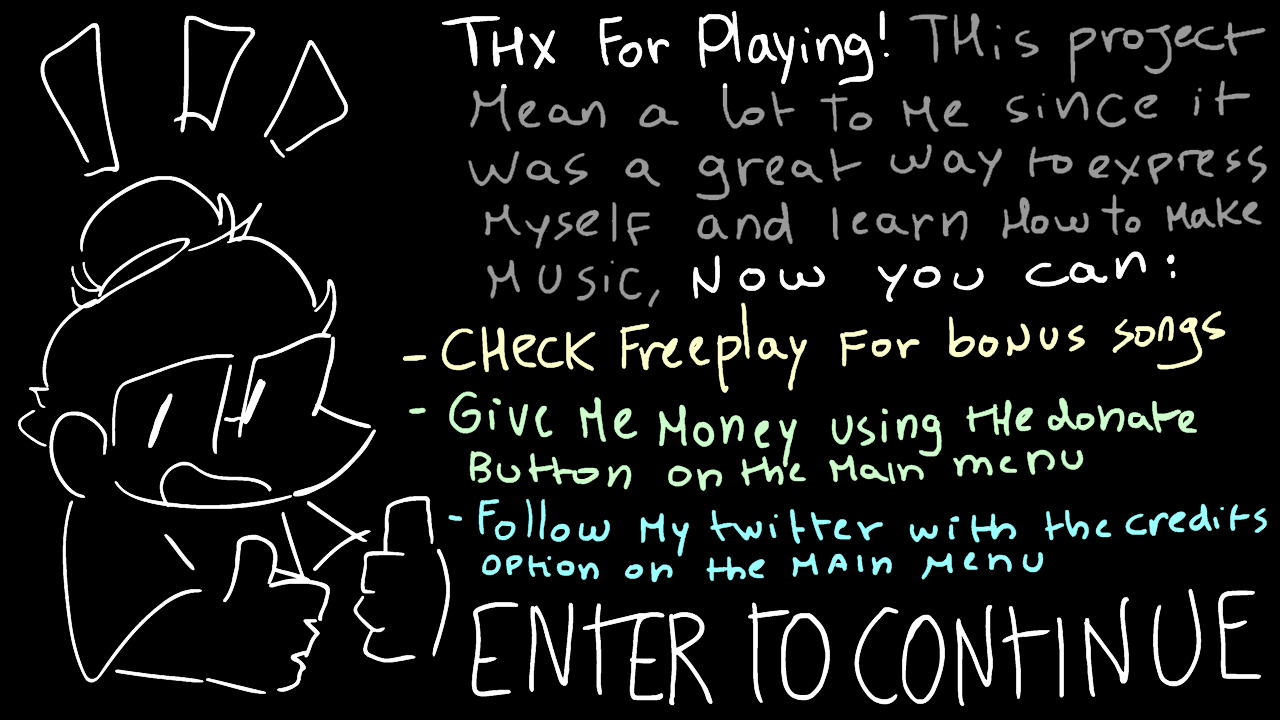 THX For Playing! THis project
Mean a lot To Me since it
was a great way to express
Myself and learn How to Make
Music, Now you can:
- CHeCK Freeplay For boNus songs
- Give Me Money using tHe donate
Button on the Main menu
- Follow My twitter with the credits
option on the MAIn Menu
ENTER TO CONTINUE